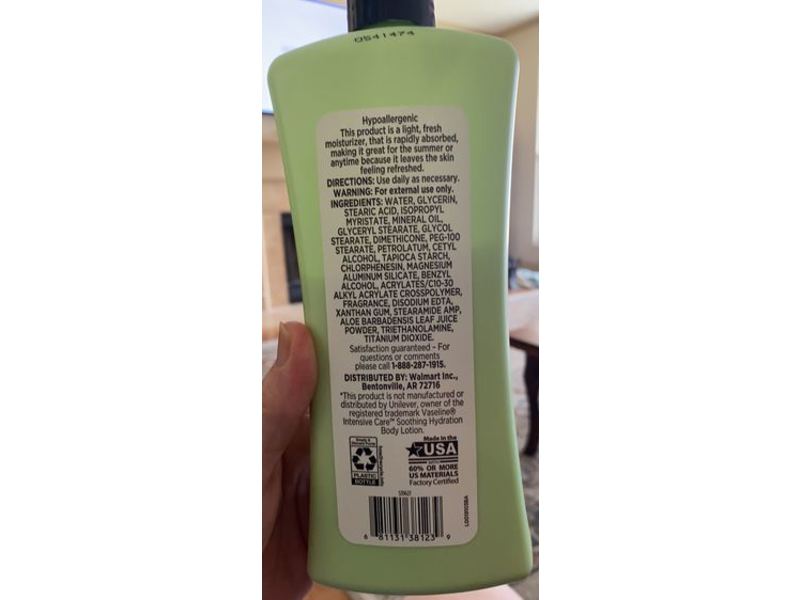 0541474
Hypoallergenic
This product is a light, fresh
moisturizer, that is rapidly absorbed,
making it great for the summer or
anytime because it leaves the skin
feeling refreshed.
DIRECTIONS: Use daily as necessary.
WARNING: For external use only.
INGREDIENTS: WATER, GLYCERIN,
STEARIC ACID, ISOPROPYL
MYRISTATE, MINERAL OIL,
GLYCERYL STEARATE, GLYCOL
STEARATE, DIMETHICONE, PEG-100
STEARATE, PETROLATUM, CETYL
ALCOHOL, TAPIOCA STARCH,
CHLORPHENESIN, MAGNESIUM
ALUMINUM SILICATE, BENZYL
ALCOHOL, ACRYLATES/C10-30
ALKYL ACRYLATE CROSSPOLYMER,
FRAGRANCE, DISODIUM EDTA,
XANTHAN GUM, STEARAMIDE AMP,
ALOE BARBADENSIS LEAF JUICE
POWDER, TRIETHANOLAMINE,
TITANIUM DIOXIDE.
Satisfaction guaranteed – For
questions or comments
please call 1-888-287-1915.
DISTRIBUTED BY: Walmart Inc.,
Bentonville, AR 72716
*This product is not manufactured or
distributed by Unilever, owner of the
registered trademark Vaseline®
Intensive Care™ Soothing Hydration
Body Lotion.
PLASTIC
BOTTLE
how2recycle.info
Made in the
USA
WITH
60% OR MORE
US MATERIALS
Factory Certified
6 81131 38123 9